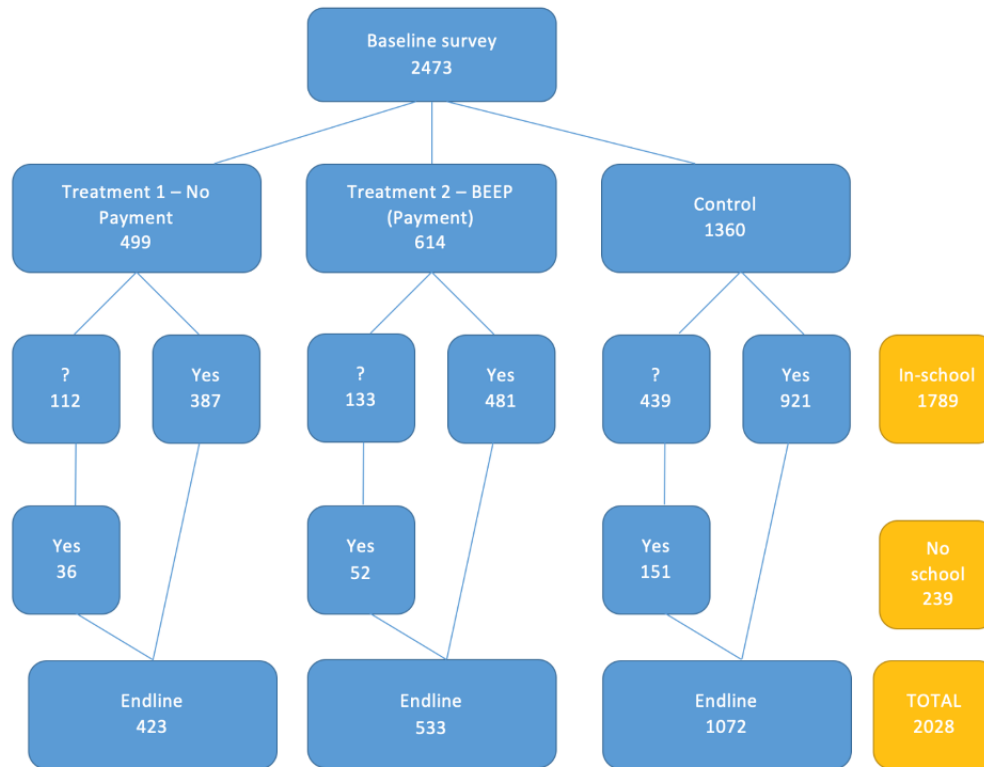 Baseline survey
2473
Treatment 1 – No
Payment
499
Treatment 2 – BEEP
(Payment)
614
Control
1360
?
112
Yes
387
?
133
Yes
481
?
439
Yes
921
In-school
1789
Yes
36
Yes
52
Yes
151
No
school
239
Endline
423
Endline
533
Endline
1072
TOTAL
2028